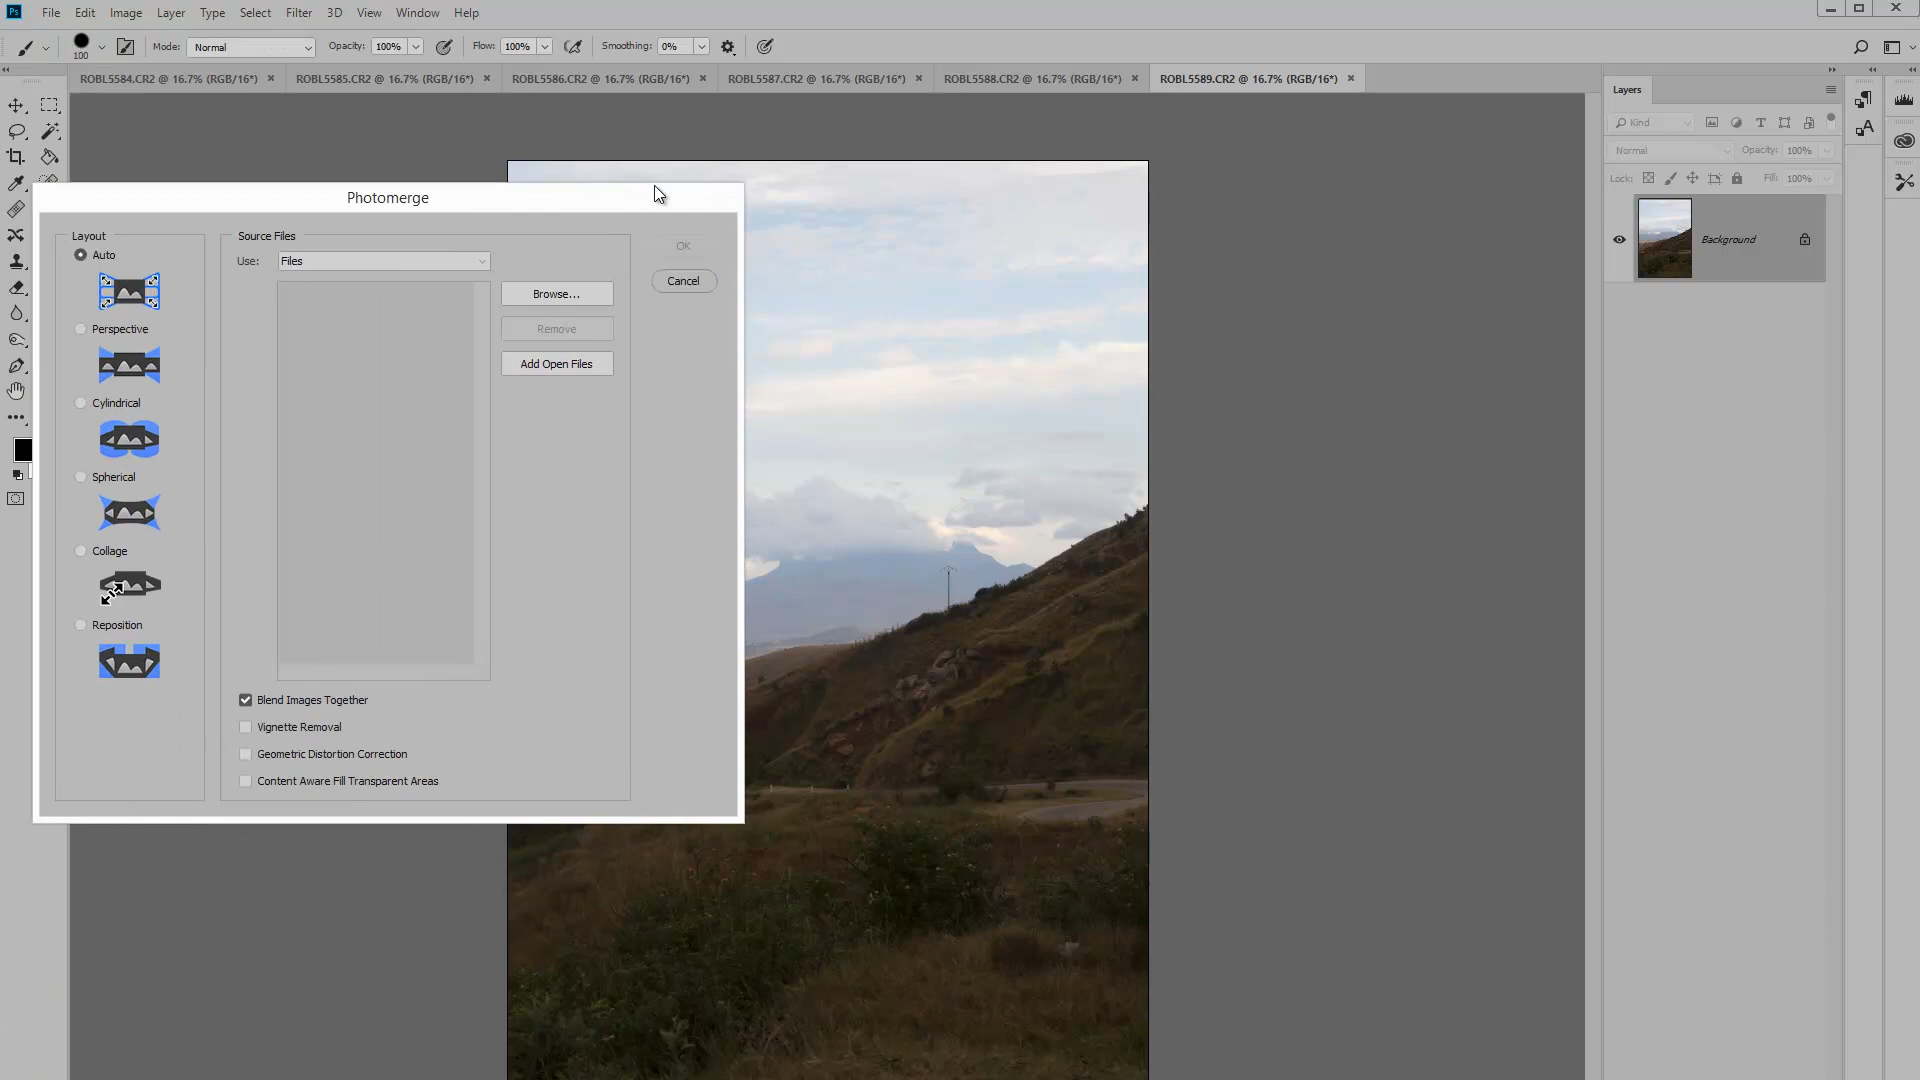 Ps File Edit Image Layer Type Select Filter 3D View Window Help
100 Mode: Normal Opacity: 100% Flow: 100% Smoothing: 0%
ROBL5584.CR2 @ 16.7% (RGB/16*) ROBL5585.CR2 @ 16.7% (RGB/16*) ROBL5586.CR2 @ 16.7% (RGB/16*) ROBL5587.CR2 @ 16.7% (RGB/16*) ROBL5588.CR2 @ 16.7% (RGB/16*) ROBL5589.CR2 @ 16.7% (RGB/16*)
Photomerge
Layout
Auto
Perspective
Cylindrical
Spherical
Collage
Reposition
Source Files
Use: Files
Browse...
Remove
Add Open Files
Blend Images Together
Vignette Removal
Geometric Distortion Correction
Content Aware Fill Transparent Areas
OK
Cancel
Layers
Kind
Normal Opacity: 100%
Lock: Fill: 100%
Background